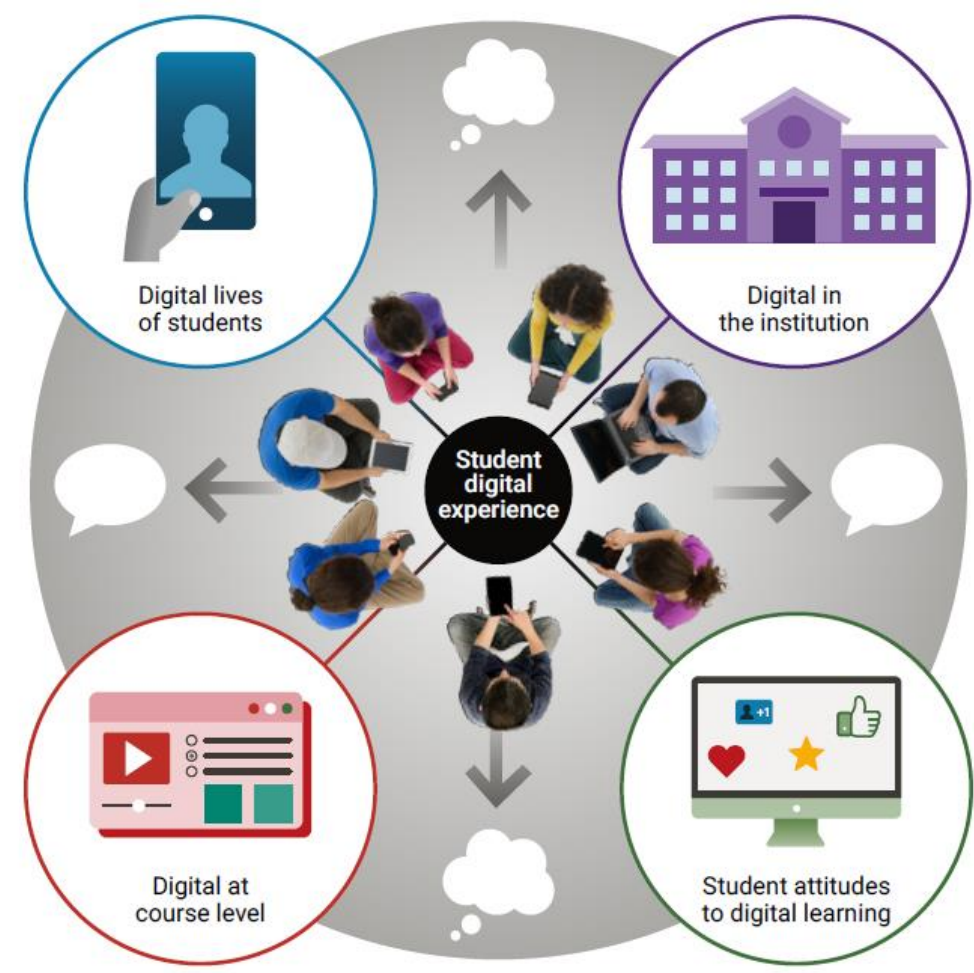 Digital lives
of students
Digital in
the institution
Student
digital
experience
+1
Digital at
course level
Student attitudes
to digital learning